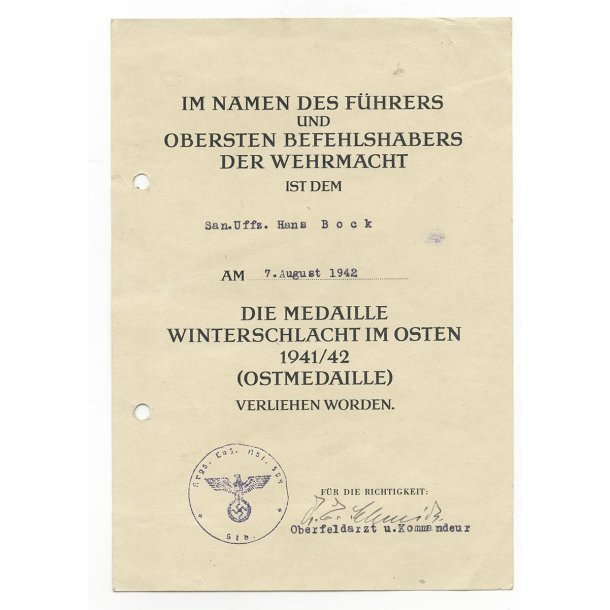 IM NAMEN DES FÜHRERS
UND
OBERSTEN BEFEHLSHABERS
DER WEHRMACHT
IST DEM
San.Uffz. Hans B o c k
AM 7.August 1942
DIE MEDAILLE
WINTERSCHLACHT IM OSTEN
1941/42
(OSTMEDAILLE)
VERLIEHEN WORDEN.
FÜR DIE RICHTIGKEIT:
Schmidt
Oberfeldarzt u.Kommandeur